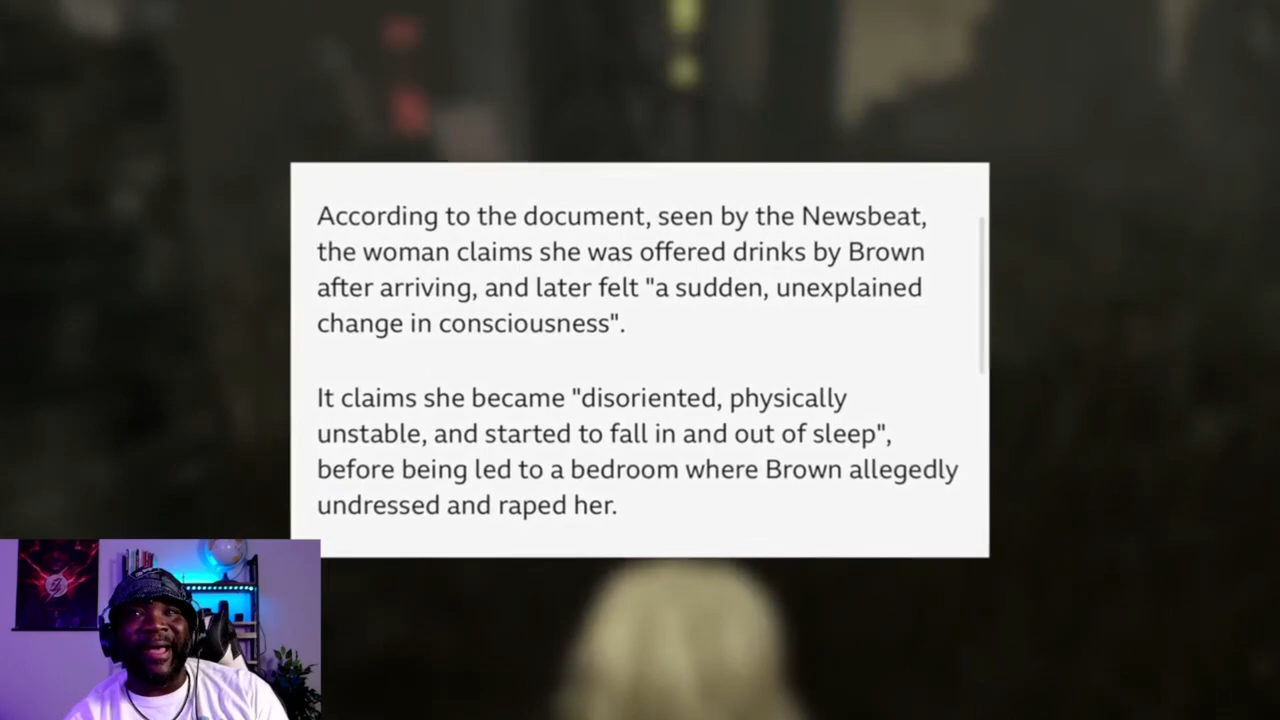 According to the document, seen by the Newsbeat,
the woman claims she was offered drinks by Brown
after arriving, and later felt "a sudden, unexplained
change in consciousness".
It claims she became "disoriented, physically
unstable, and started to fall in and out of sleep",
before being led to a bedroom where Brown allegedly
undressed and raped her.